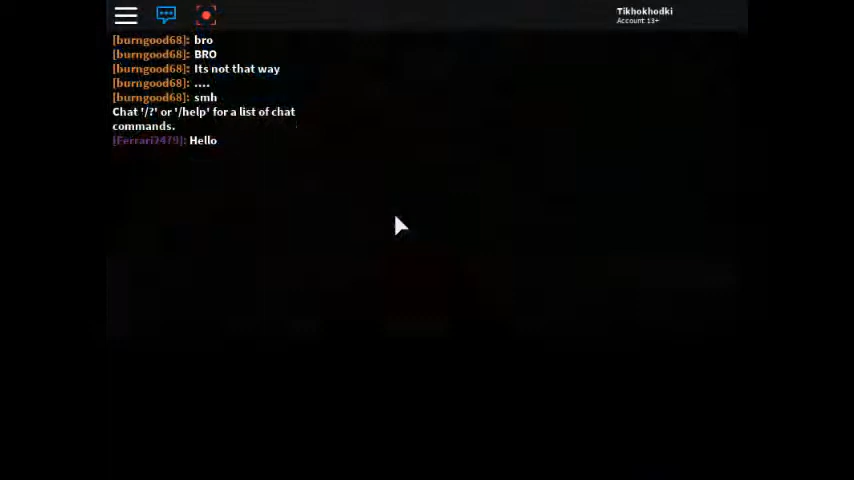 Tikhokhodki
Account: 13+
[burngood68]: bro
[burngood68]: BRO
[burngood68]: Its not that way
[burngood68]: ....
[burngood68]: smh
Chat '/?' or '/help' for a list of chat
commands.
[Ferrari2479]: Hello